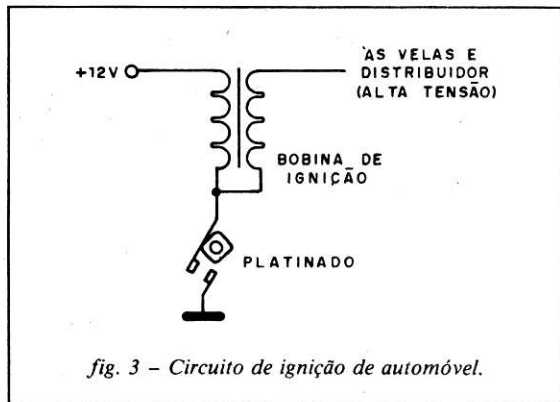 +12V
ÀS VELAS E
DISTRIBUIDOR
(ALTA TENSÃO)
BOBINA DE
IGNIÇÃO
PLATINADO
fig. 3 – Circuito de ignição de automóvel.